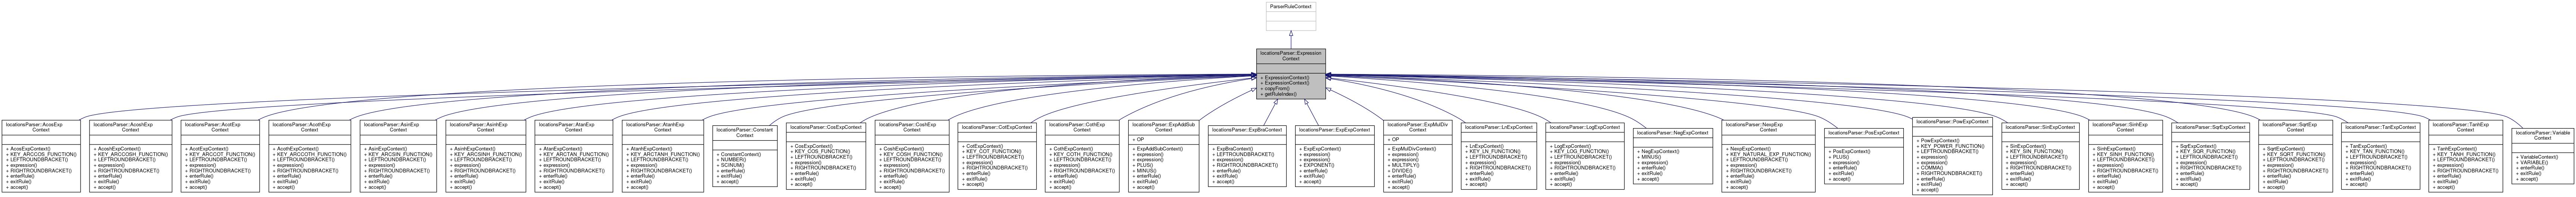 ParserRuleContext
locationsParser::Expression
Context
+ ExpressionContext()
+ ExpressionContext()
+ copyFrom()
+ getRuleIndex()
locationsParser::AcosExp
Context
+ AcosExpContext()
+ KEY_ARCCOS_FUNCTION()
+ LEFTROUNDBRACKET()
+ expression()
+ RIGHTROUNDBRACKET()
+ enterRule()
+ exitRule()
+ accept()
locationsParser::AcoshExp
Context
+ AcoshExpContext()
+ KEY_ARCCOSH_FUNCTION()
+ LEFTROUNDBRACKET()
+ expression()
+ RIGHTROUNDBRACKET()
+ enterRule()
+ exitRule()
+ accept()
locationsParser::AcotExp
Context
+ AcotExpContext()
+ KEY_ARCCOT_FUNCTION()
+ LEFTROUNDBRACKET()
+ expression()
+ RIGHTROUNDBRACKET()
+ enterRule()
+ exitRule()
+ accept()
locationsParser::AcothExp
Context
+ AcothExpContext()
+ KEY_ARCCOTH_FUNCTION()
+ LEFTROUNDBRACKET()
+ expression()
+ RIGHTROUNDBRACKET()
+ enterRule()
+ exitRule()
+ accept()
locationsParser::AsinExp
Context
+ AsinExpContext()
+ KEY_ARCSIN_FUNCTION()
+ LEFTROUNDBRACKET()
+ expression()
+ RIGHTROUNDBRACKET()
+ enterRule()
+ exitRule()
+ accept()
locationsParser::AsinhExp
Context
+ AsinhExpContext()
+ KEY_ARCSINH_FUNCTION()
+ LEFTROUNDBRACKET()
+ expression()
+ RIGHTROUNDBRACKET()
+ enterRule()
+ exitRule()
+ accept()
locationsParser::AtanExp
Context
+ AtanExpContext()
+ KEY_ARCTAN_FUNCTION()
+ LEFTROUNDBRACKET()
+ expression()
+ RIGHTROUNDBRACKET()
+ enterRule()
+ exitRule()
+ accept()
locationsParser::AtanhExp
Context
+ AtanhExpContext()
+ KEY_ARCTANH_FUNCTION()
+ LEFTROUNDBRACKET()
+ expression()
+ RIGHTROUNDBRACKET()
+ enterRule()
+ exitRule()
+ accept()
locationsParser::Constant
Context
+ ConstantContext()
+ NUMBER()
+ SCINUM()
+ enterRule()
+ exitRule()
+ accept()
locationsParser::CosExpContext
+ CosExpContext()
+ KEY_COS_FUNCTION()
+ LEFTROUNDBRACKET()
+ expression()
+ RIGHTROUNDBRACKET()
+ enterRule()
+ exitRule()
+ accept()
locationsParser::CoshExp
Context
+ CoshExpContext()
+ KEY_COSH_FUNCTION()
+ LEFTROUNDBRACKET()
+ expression()
+ RIGHTROUNDBRACKET()
+ enterRule()
+ exitRule()
+ accept()
locationsParser::CotExpContext
+ CotExpContext()
+ KEY_COT_FUNCTION()
+ LEFTROUNDBRACKET()
+ expression()
+ RIGHTROUNDBRACKET()
+ enterRule()
+ exitRule()
+ accept()
locationsParser::CothExp
Context
+ CothExpContext()
+ KEY_COTH_FUNCTION()
+ LEFTROUNDBRACKET()
+ expression()
+ RIGHTROUNDBRACKET()
+ enterRule()
+ exitRule()
+ accept()
locationsParser::ExpAddSub
Context
+ OP
+ ExpAddSubContext()
+ expression()
+ expression()
+ PLUS()
+ MINUS()
+ enterRule()
+ exitRule()
+ accept()
locationsParser::ExpBraContext
+ ExpBraContext()
+ LEFTROUNDBRACKET()
+ expression()
+ RIGHTROUNDBRACKET()
+ enterRule()
+ exitRule()
+ accept()
locationsParser::ExpExpContext
+ ExpExpContext()
+ expression()
+ expression()
+ EXPONENT()
+ enterRule()
+ exitRule()
+ accept()
locationsParser::ExpMulDiv
Context
+ OP
+ ExpMulDivContext()
+ expression()
+ expression()
+ MULTIPLY()
+ DIVIDE()
+ enterRule()
+ exitRule()
+ accept()
locationsParser::LnExpContext
+ LnExpContext()
+ KEY_LN_FUNCTION()
+ LEFTROUNDBRACKET()
+ expression()
+ RIGHTROUNDBRACKET()
+ enterRule()
+ exitRule()
+ accept()
locationsParser::LogExpContext
+ LogExpContext()
+ KEY_LOG_FUNCTION()
+ LEFTROUNDBRACKET()
+ expression()
+ RIGHTROUNDBRACKET()
+ enterRule()
+ exitRule()
+ accept()
locationsParser::NegExpContext
+ NegExpContext()
+ MINUS()
+ expression()
+ enterRule()
+ exitRule()
+ accept()
locationsParser::NexpExp
Context
+ NexpExpContext()
+ KEY_NATURAL_EXP_FUNCTION()
+ LEFTROUNDBRACKET()
+ expression()
+ RIGHTROUNDBRACKET()
+ enterRule()
+ exitRule()
+ accept()
locationsParser::PosExpContext
+ PosExpContext()
+ PLUS()
+ expression()
+ enterRule()
+ exitRule()
+ accept()
locationsParser::PowExpContext
+ PowExpContext()
+ KEY_POWER_FUNCTION()
+ LEFTROUNDBRACKET()
+ expression()
+ expression()
+ COMMA()
+ RIGHTROUNDBRACKET()
+ enterRule()
+ exitRule()
+ accept()
locationsParser::SinExpContext
+ SinExpContext()
+ KEY_SIN_FUNCTION()
+ LEFTROUNDBRACKET()
+ expression()
+ RIGHTROUNDBRACKET()
+ enterRule()
+ exitRule()
+ accept()
locationsParser::SinhExp
Context
+ SinhExpContext()
+ KEY_SINH_FUNCTION()
+ LEFTROUNDBRACKET()
+ expression()
+ RIGHTROUNDBRACKET()
+ enterRule()
+ exitRule()
+ accept()
locationsParser::SqrExpContext
+ SqrExpContext()
+ KEY_SQR_FUNCTION()
+ LEFTROUNDBRACKET()
+ expression()
+ RIGHTROUNDBRACKET()
+ enterRule()
+ exitRule()
+ accept()
locationsParser::SqrtExp
Context
+ SqrtExpContext()
+ KEY_SQRT_FUNCTION()
+ LEFTROUNDBRACKET()
+ expression()
+ RIGHTROUNDBRACKET()
+ enterRule()
+ exitRule()
+ accept()
locationsParser::TanExpContext
+ TanExpContext()
+ KEY_TAN_FUNCTION()
+ LEFTROUNDBRACKET()
+ expression()
+ RIGHTROUNDBRACKET()
+ enterRule()
+ exitRule()
+ accept()
locationsParser::TanhExp
Context
+ TanhExpContext()
+ KEY_TANH_FUNCTION()
+ LEFTROUNDBRACKET()
+ expression()
+ RIGHTROUNDBRACKET()
+ enterRule()
+ exitRule()
+ accept()
locationsParser::Variable
Context
+ VariableContext()
+ VARIABLE()
+ enterRule()
+ exitRule()
+ accept()